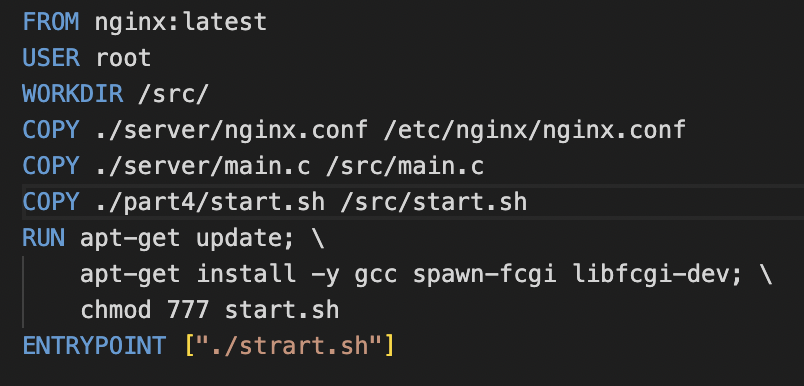 FROM nginx:latest
USER root
WORKDIR /src/
COPY ./server/nginx.conf /etc/nginx/nginx.conf
COPY ./server/main.c /src/main.c
COPY ./part4/start.sh /src/start.sh
RUN apt-get update; \
    apt-get install -y gcc spawn-fcgi libfcgi-dev; \
    chmod 777 start.sh
ENTRYPOINT ["./strart.sh"]